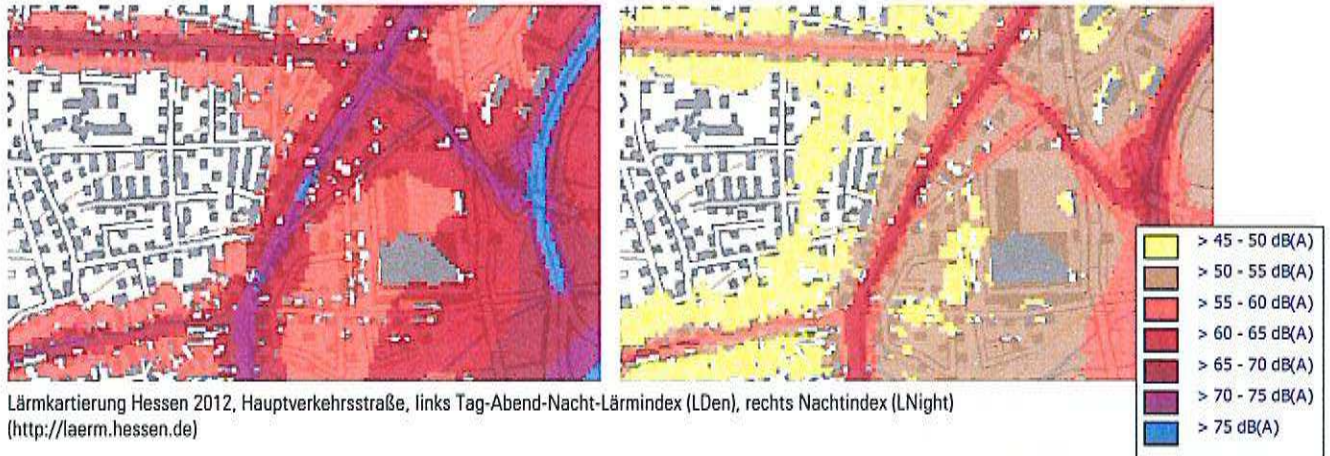 > 45 - 50 dB(A)
> 50 - 55 dB(A)
> 55 - 60 dB(A)
> 60 - 65 dB(A)
> 65 - 70 dB(A)
> 70 - 75 dB(A)
> 75 dB(A)
Lärmkartierung Hessen 2012, Hauptverkehrsstraße, links Tag-Abend-Nacht-Lärmindex (LDen), rechts Nachtindex (LNight)
(http://laerm.hessen.de)